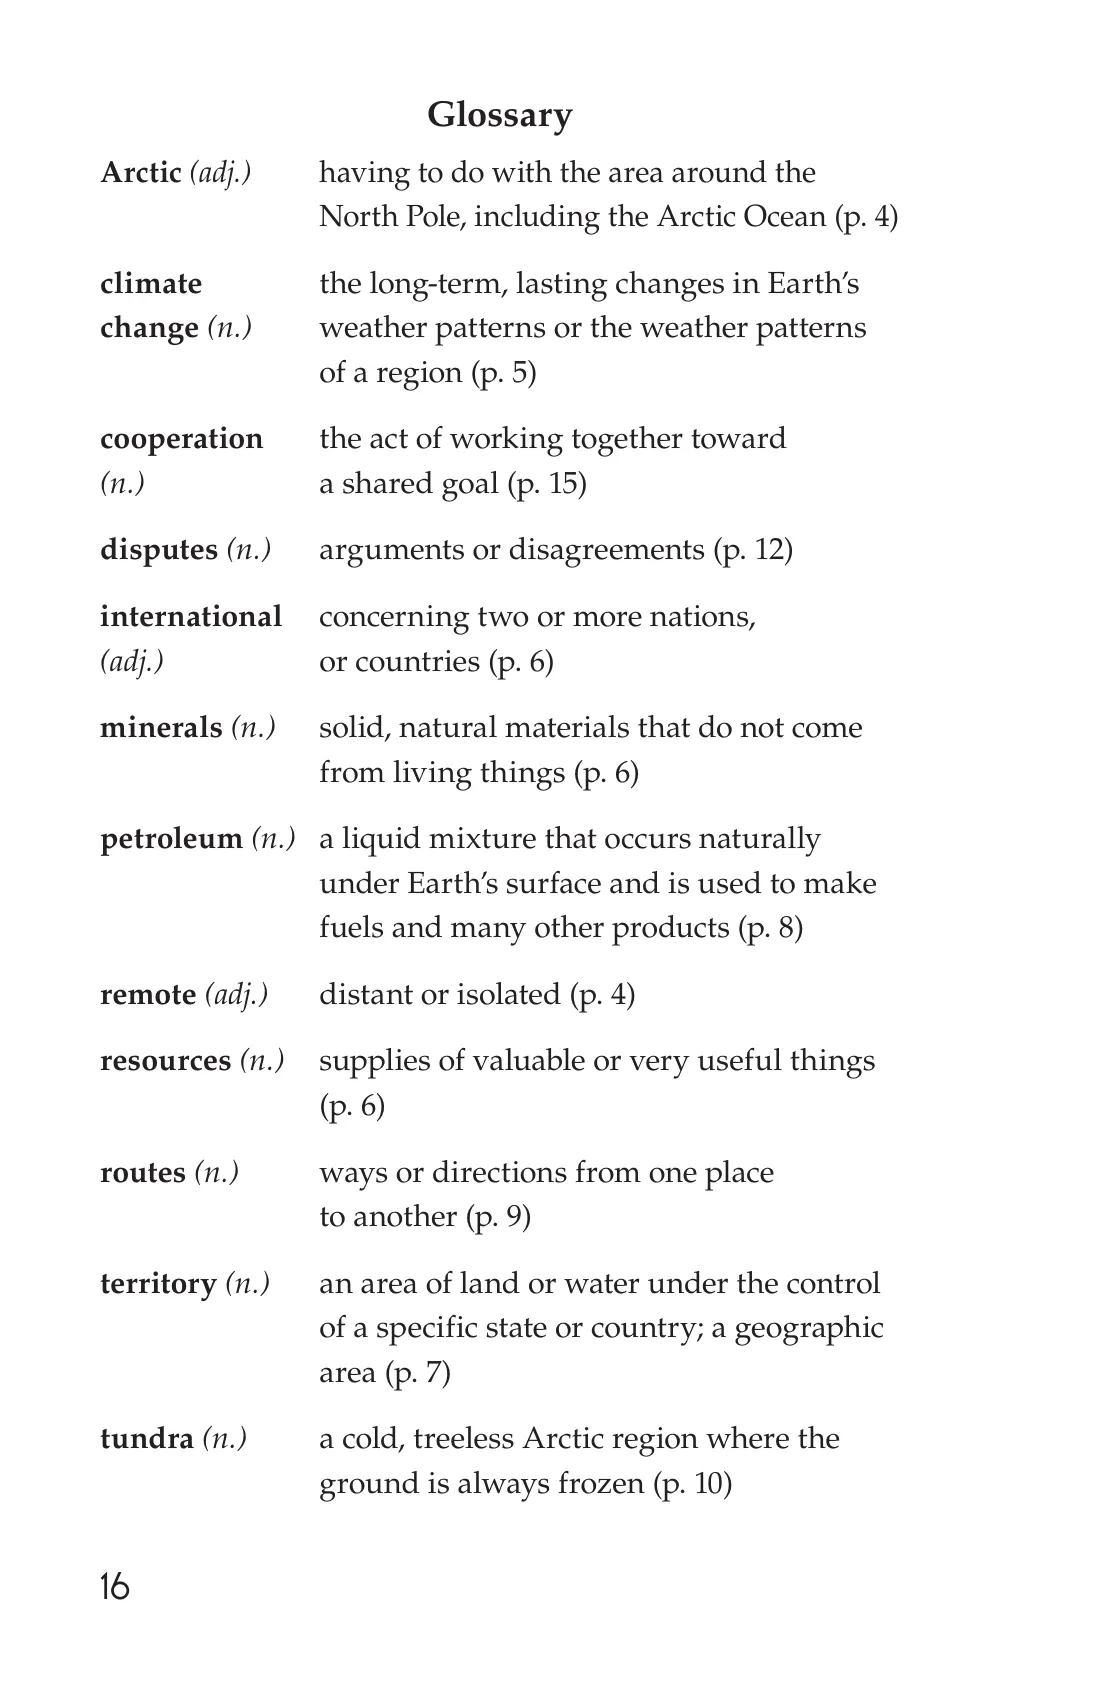 Glossary
Arctic (adj.) having to do with the area around the
North Pole, including the Arctic Ocean (p. 4)
climate the long-term, lasting changes in Earth’s
change (n.) weather patterns or the weather patterns
of a region (p. 5)
cooperation the act of working together toward
(n.) a shared goal (p. 15)
disputes (n.) arguments or disagreements (p. 12)
international concerning two or more nations,
(adj.) or countries (p. 6)
minerals (n.) solid, natural materials that do not come
from living things (p. 6)
petroleum (n.) a liquid mixture that occurs naturally
under Earth’s surface and is used to make
fuels and many other products (p. 8)
remote (adj.) distant or isolated (p. 4)
resources (n.) supplies of valuable or very useful things
(p. 6)
routes (n.) ways or directions from one place
to another (p. 9)
territory (n.) an area of land or water under the control
of a specific state or country; a geographic
area (p. 7)
tundra (n.) a cold, treeless Arctic region where the
ground is always frozen (p. 10)
16